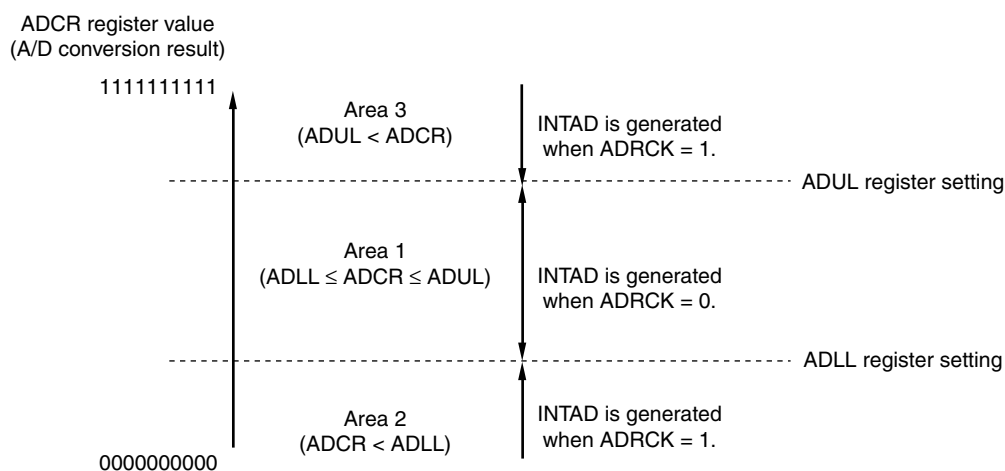 ADCR register value
(A/D conversion result)
1111111111
Area 3
(ADUL < ADCR)
INTAD is generated
when ADRCK = 1.
ADUL register setting
Area 1
(ADLL ≤ ADCR ≤ ADUL)
INTAD is generated
when ADRCK = 0.
ADLL register setting
Area 2
(ADCR < ADLL)
INTAD is generated
when ADRCK = 1.
0000000000